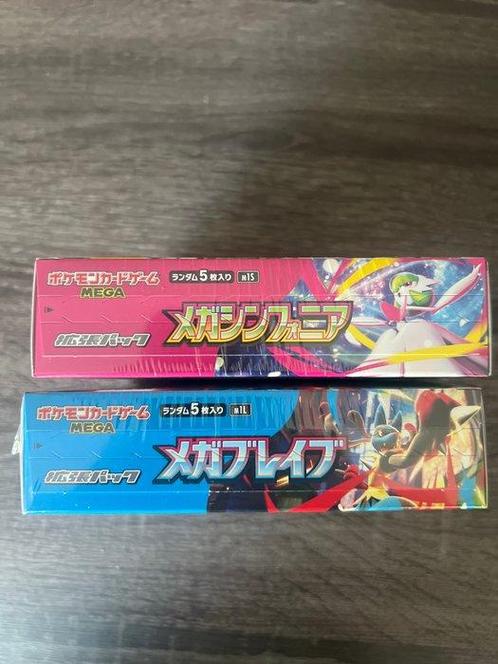 ポケモンカードゲーム
MEGA
ランダム5枚入り M1S
メガシンフォニア
拡張パック
ポケモンカードゲーム
MEGA
ランダム5枚入り M1L
メガブレイブ
拡張パック